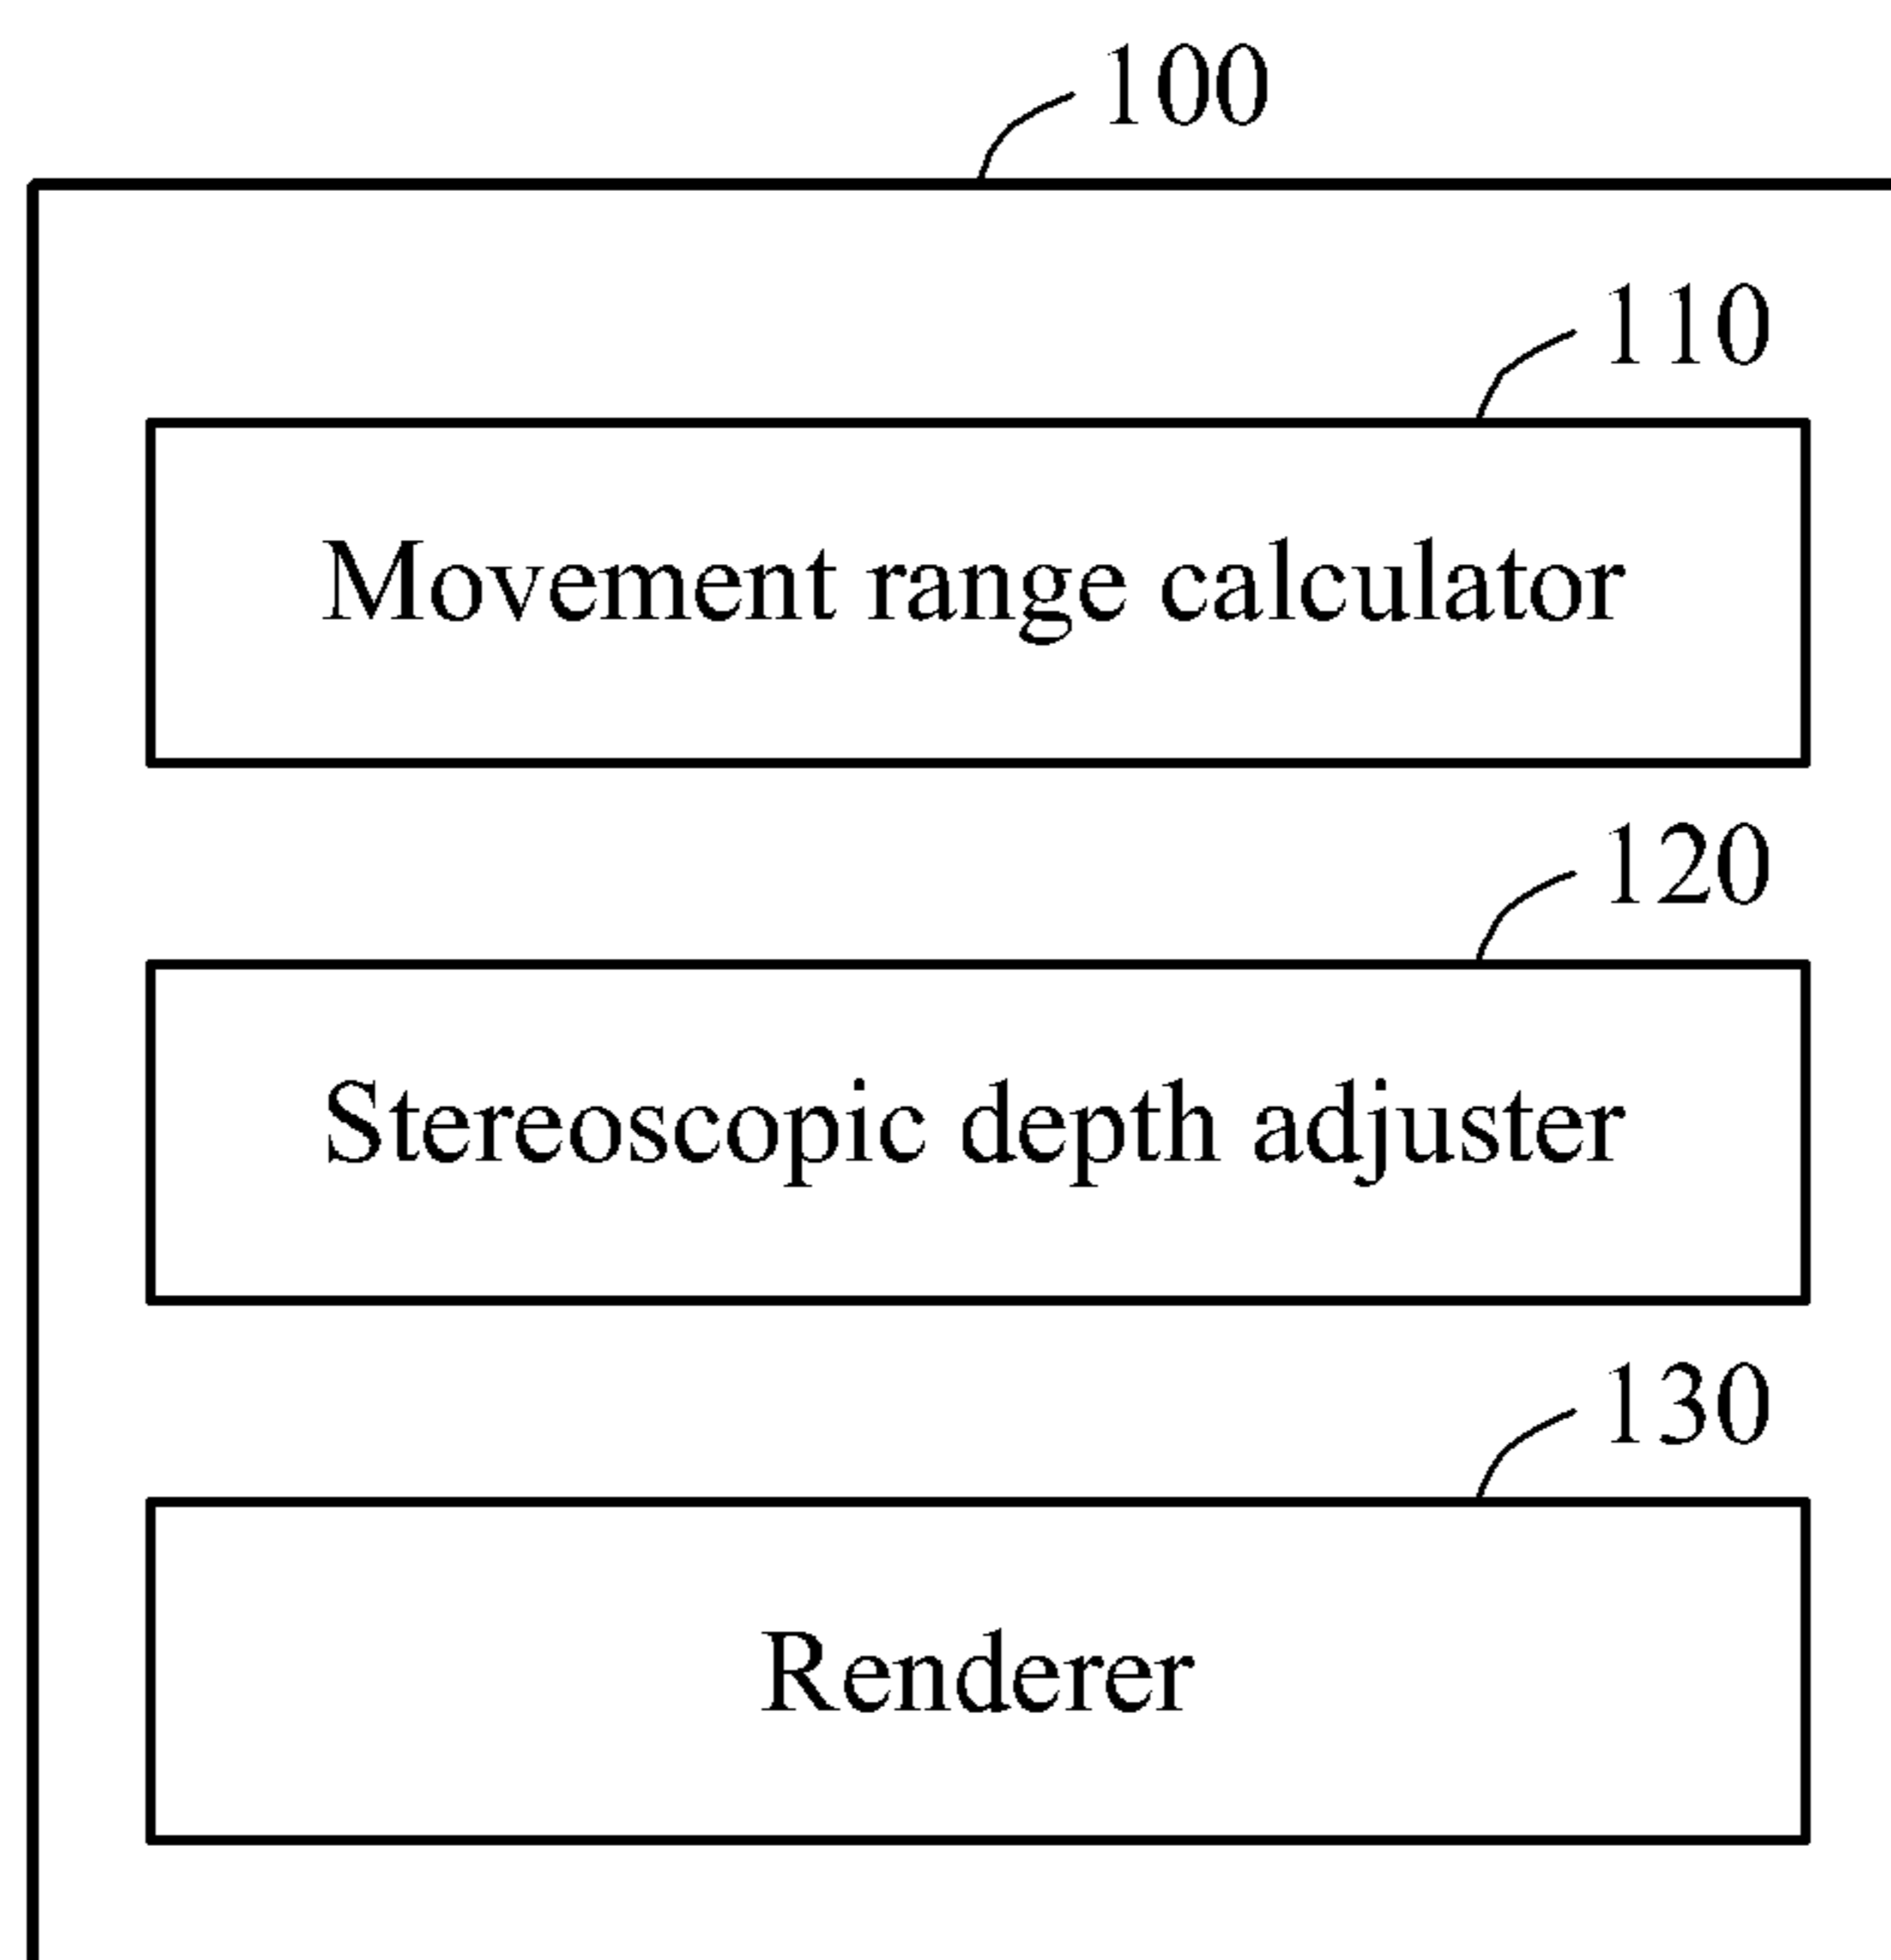 100
110
Movement range calculator
120
Stereoscopic depth adjuster
130
Renderer